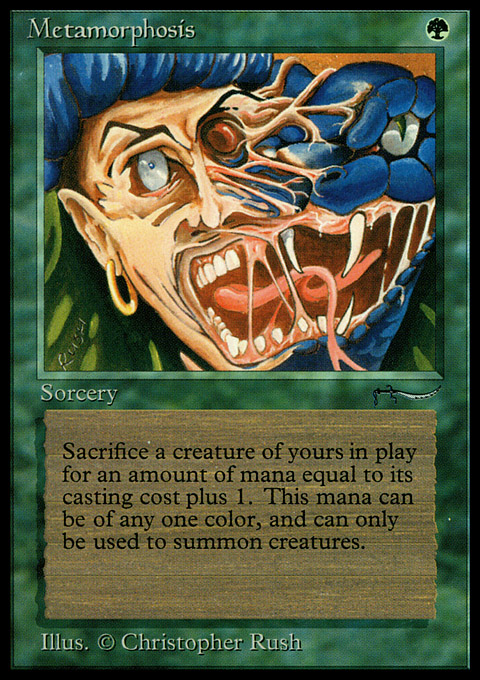 Metamorphosis
RUSH
Sorcery
Sacrifice a creature of yours in play
for an amount of mana equal to its
casting cost plus 1. This mana can
be of any one color, and can only
be used to summon creatures.
Illus. © Christopher Rush